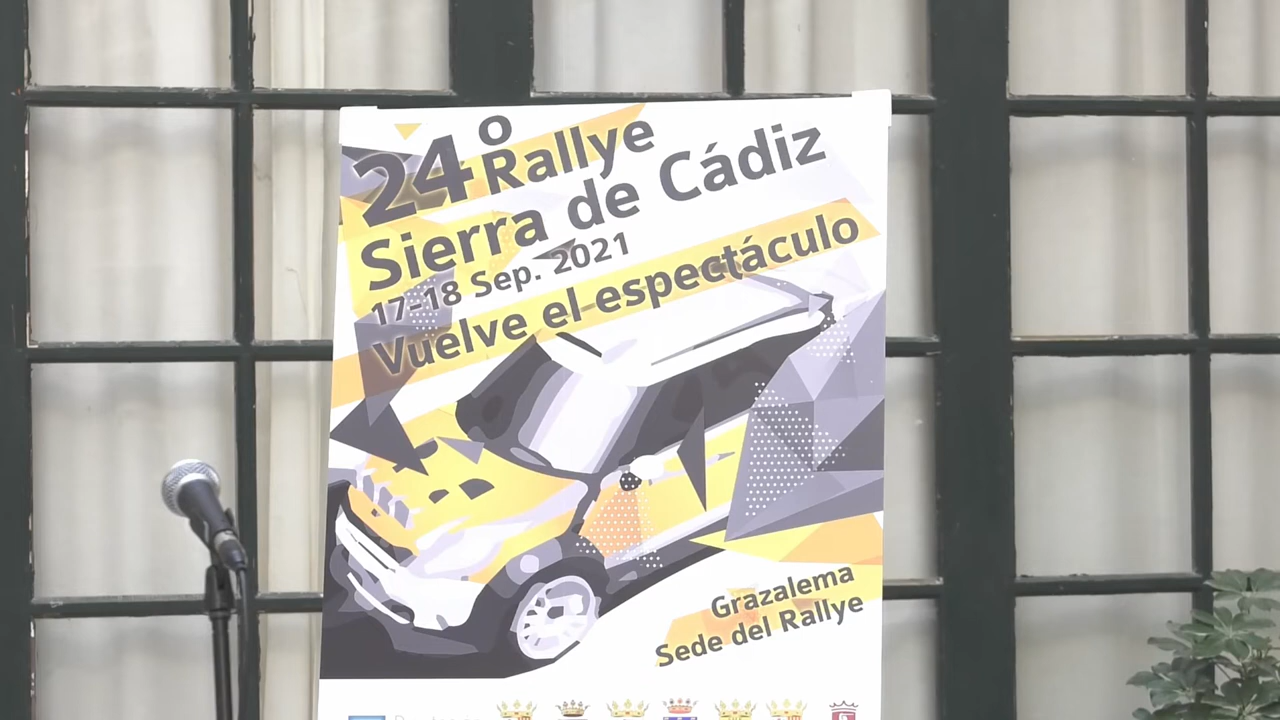 24º Rallye
Sierra de Cádiz
17-18 Sep. 2021
Vuelve el espectáculo
Grazalema
Sede del Rallye